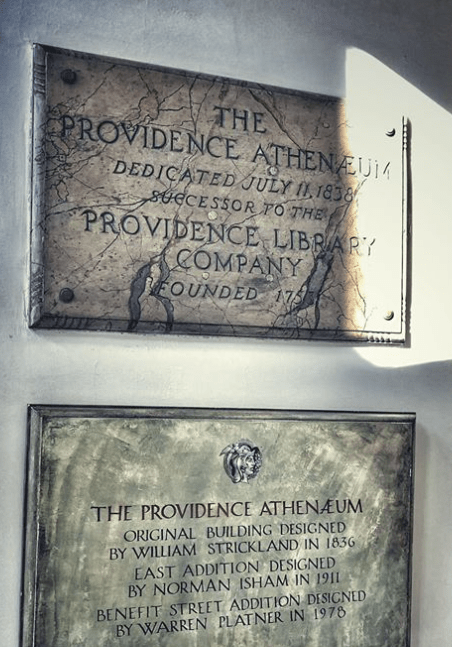 THE
PROVIDENCE ATHENÆUM
DEDICATED JULY 11, 1838
SUCCESSOR TO THE
PROVIDENCE LIBRARY
COMPANY
FOUNDED
THE PROVIDENCE ATHENÆUM
ORIGINAL BUILDING DESIGNED
BY WILLIAM STRICKLAND IN 1836
EAST ADDITION DESIGNED
BY NORMAN ISHAM IN 1911
BENEFIT STREET ADDITION DESIGNED
BY WARREN PLATNER IN 1978